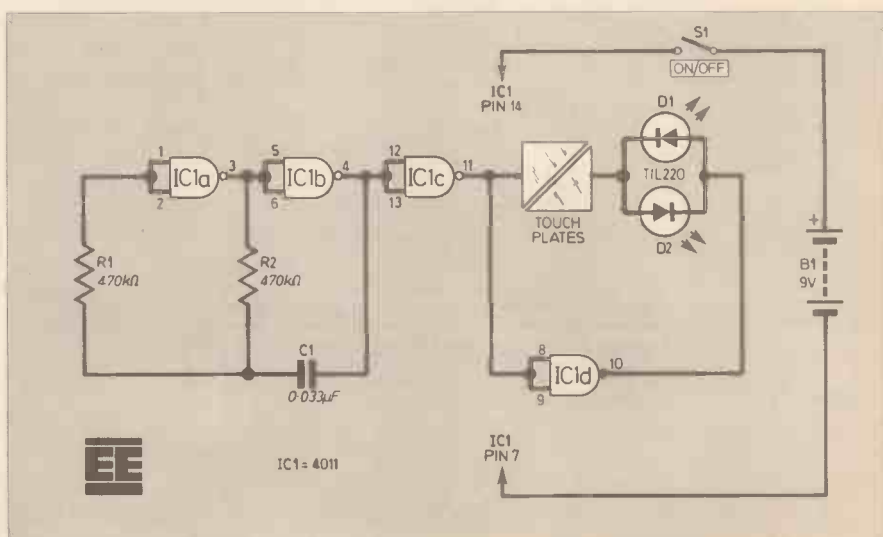 S1
ON/OFF
IC1
PIN 14
D1
TIL220
D2
TOUCH
PLATES
+
B1
9V
1
2
IC1a
3
5
6
IC1b
4
12
13
IC1c
11
R1
470kΩ
R2
470kΩ
C1
0·033µF
8
9
IC1d
10
EE
IC1 = 4011
IC1
PIN 7